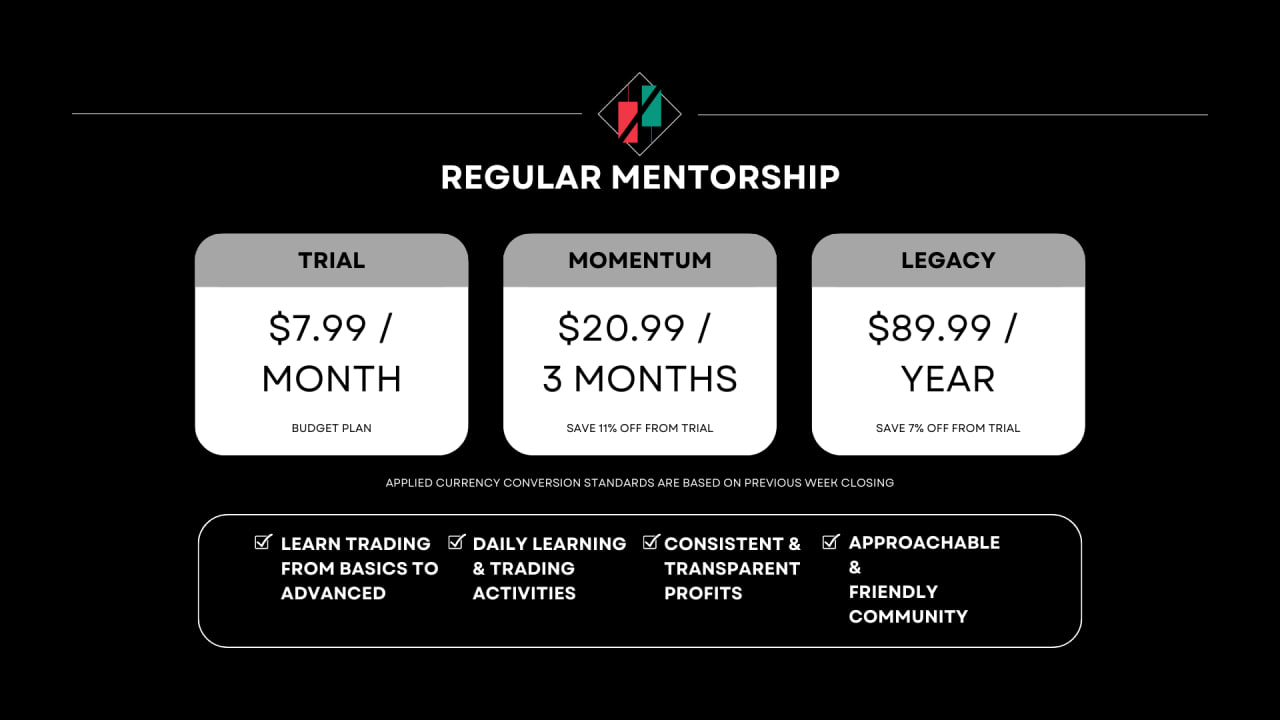 REGULAR MENTORSHIP
TRIAL
$7.99 /
MONTH
BUDGET PLAN
MOMENTUM
$20.99 /
3 MONTHS
SAVE 11% OFF FROM TRIAL
LEGACY
$89.99 /
YEAR
SAVE 7% OFF FROM TRIAL
APPLIED CURRENCY CONVERSION STANDARDS ARE BASED ON PREVIOUS WEEK CLOSING
LEARN TRADING
FROM BASICS TO
ADVANCED
DAILY LEARNING
& TRADING
ACTIVITIES
CONSISTENT &
TRANSPARENT
PROFITS
APPROACHABLE
&
FRIENDLY
COMMUNITY